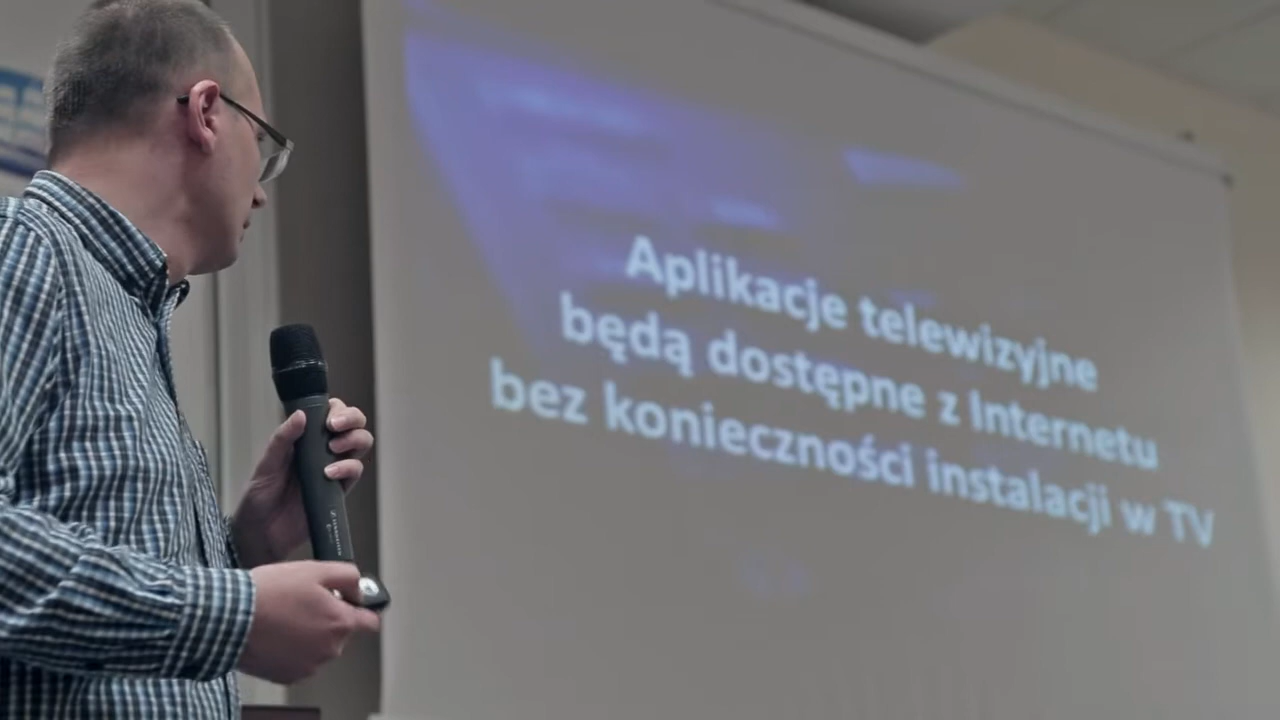 Aplikacje telewizyjne
będą dostępne z Internetu
bez konieczności instalacji w TV